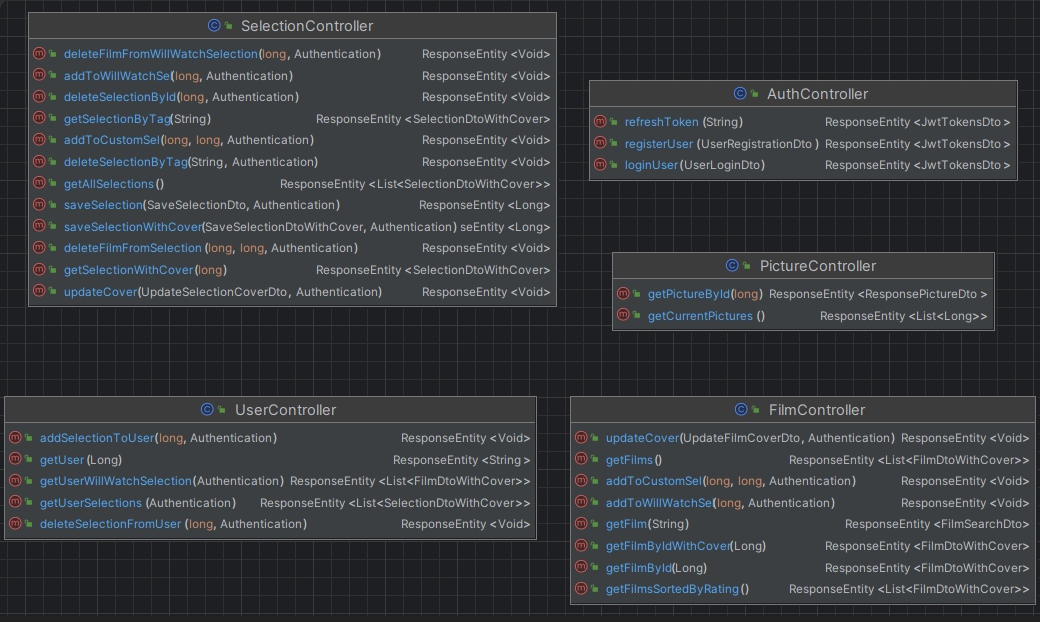 SelectionController
deleteFilmFromWillWatchSelection(long, Authentication) ResponseEntity<Void>
addToWillWatchSe(long, Authentication) ResponseEntity<Void>
deleteSelectionById(long, Authentication) ResponseEntity<Void>
getSelectionByTag(String) ResponseEntity<SelectionDtoWithCover>
addToCustomSel(long, long, Authentication) ResponseEntity<Void>
deleteSelectionByTag(String, Authentication) ResponseEntity<Void>
getAllSelections() ResponseEntity<List<SelectionDtoWithCover>>
saveSelection(SaveSelectionDto, Authentication) ResponseEntity<Long>
saveSelectionWithCover(SaveSelectionDtoWithCover, Authentication) seEntity<Long>
deleteFilmFromSelection(long, long, Authentication) ResponseEntity<Void>
getSelectionWithCover(long) ResponseEntity<SelectionDtoWithCover>
updateCover(UpdateSelectionCoverDto, Authentication) ResponseEntity<Void>
AuthController
refreshToken(String) ResponseEntity<JwtTokensDto>
registerUser(UserRegistrationDto) ResponseEntity<JwtTokensDto>
loginUser(UserLoginDto) ResponseEntity<JwtTokensDto>
PictureController
getPictureById(long) ResponseEntity<ResponsePictureDto>
getCurrentPictures() ResponseEntity<List<Long>>
UserController
addSelectionToUser(long, Authentication) ResponseEntity<Void>
getUser(Long) ResponseEntity<String>
getUserWillWatchSelection(Authentication) ResponseEntity<List<FilmDtoWithCover>>
getUserSelections(Authentication) ResponseEntity<List<SelectionDtoWithCover>>
deleteSelectionFromUser(long, Authentication) ResponseEntity<Void>
FilmController
updateCover(UpdateFilmCoverDto, Authentication) ResponseEntity<Void>
getFilms() ResponseEntity<List<FilmDtoWithCover>>
addToCustomSel(long, long, Authentication) ResponseEntity<Void>
addToWillWatchSe(long, Authentication) ResponseEntity<Void>
getFilm(String) ResponseEntity<FilmSearchDto>
getFilmByIdWithCover(Long) ResponseEntity<FilmDtoWithCover>
getFilmById(Long) ResponseEntity<FilmDtoWithCover>
getFilmsSortedByRating() ResponseEntity<List<FilmDtoWithCover>>